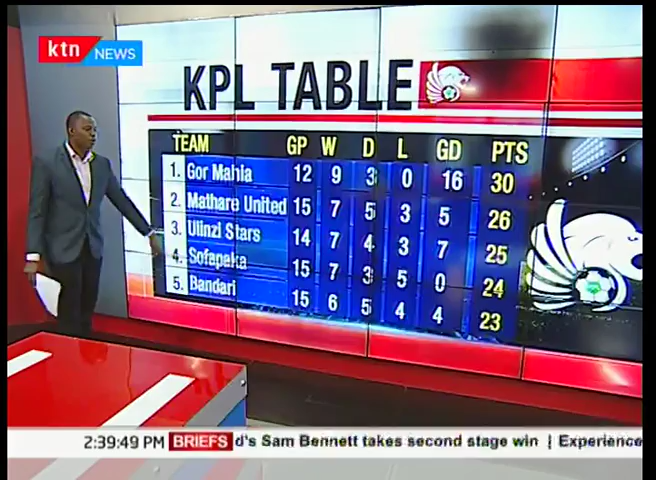 ktn NEWS
KPL TABLE
TEAM GP W D L GD PTS
1. Gor Mahia 12 9 3 0 16 30
2. Mathare United 15 7 5 3 5 26
3. Ulinzi Stars 14 7 4 3 7 25
4. Sofapaka 15 7 3 5 0 24
5. Bandari 15 6 5 4 4 23
2:39:49 PM BRIEFS d's Sam Bennett takes second stage win | Experience